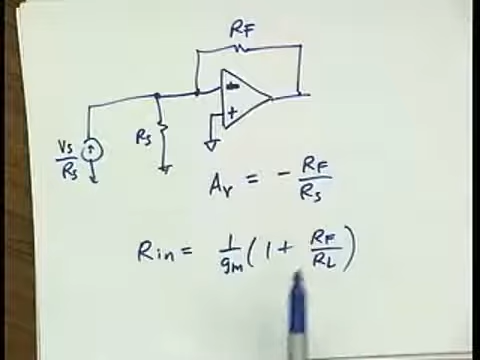 RF
Vs/Rs
Rs
- +
Av = - RF/Rs
Rin = 1/gm (1 + RF/RL)